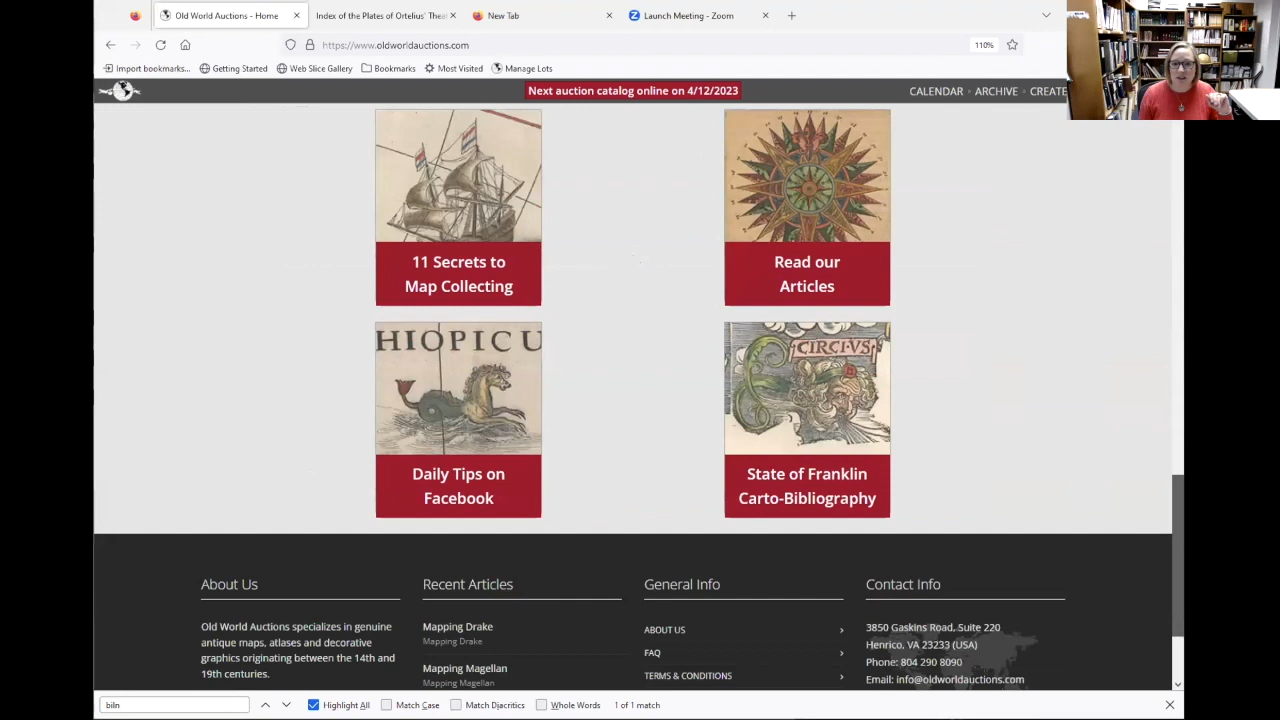 Old World Auctions - Home
Index of the Plates of Ortelius' Theat
New Tab
Launch Meeting - Zoom
https://www.oldworldauctions.com
110%
Import bookmarks...
Getting Started
Web Slice Gallery
Bookmarks
Most Visited
Manage Lots
Next auction catalog online on 4/12/2023
CALENDAR
ARCHIVE
CREATE
11 Secrets to
Map Collecting
Read our
Articles
HIOPICU
CIRCIVS
Daily Tips on
Facebook
State of Franklin
Carto-Bibliography
About Us
Old World Auctions specializes in genuine
antique maps, atlases and decorative
graphics originating between the 14th and
19th centuries.
Recent Articles
Mapping Drake
Mapping Drake
Mapping Magellan
Mapping Magellan
General Info
ABOUT US
FAQ
TERMS & CONDITIONS
Contact Info
3850 Gaskins Road, Suite 220
Henrico, VA 23233 (USA)
Phone: 804 290 8090
Email: info@oldworldauctions.com
biln
Highlight All
Match Case
Match Diacritics
Whole Words
1 of 1 match